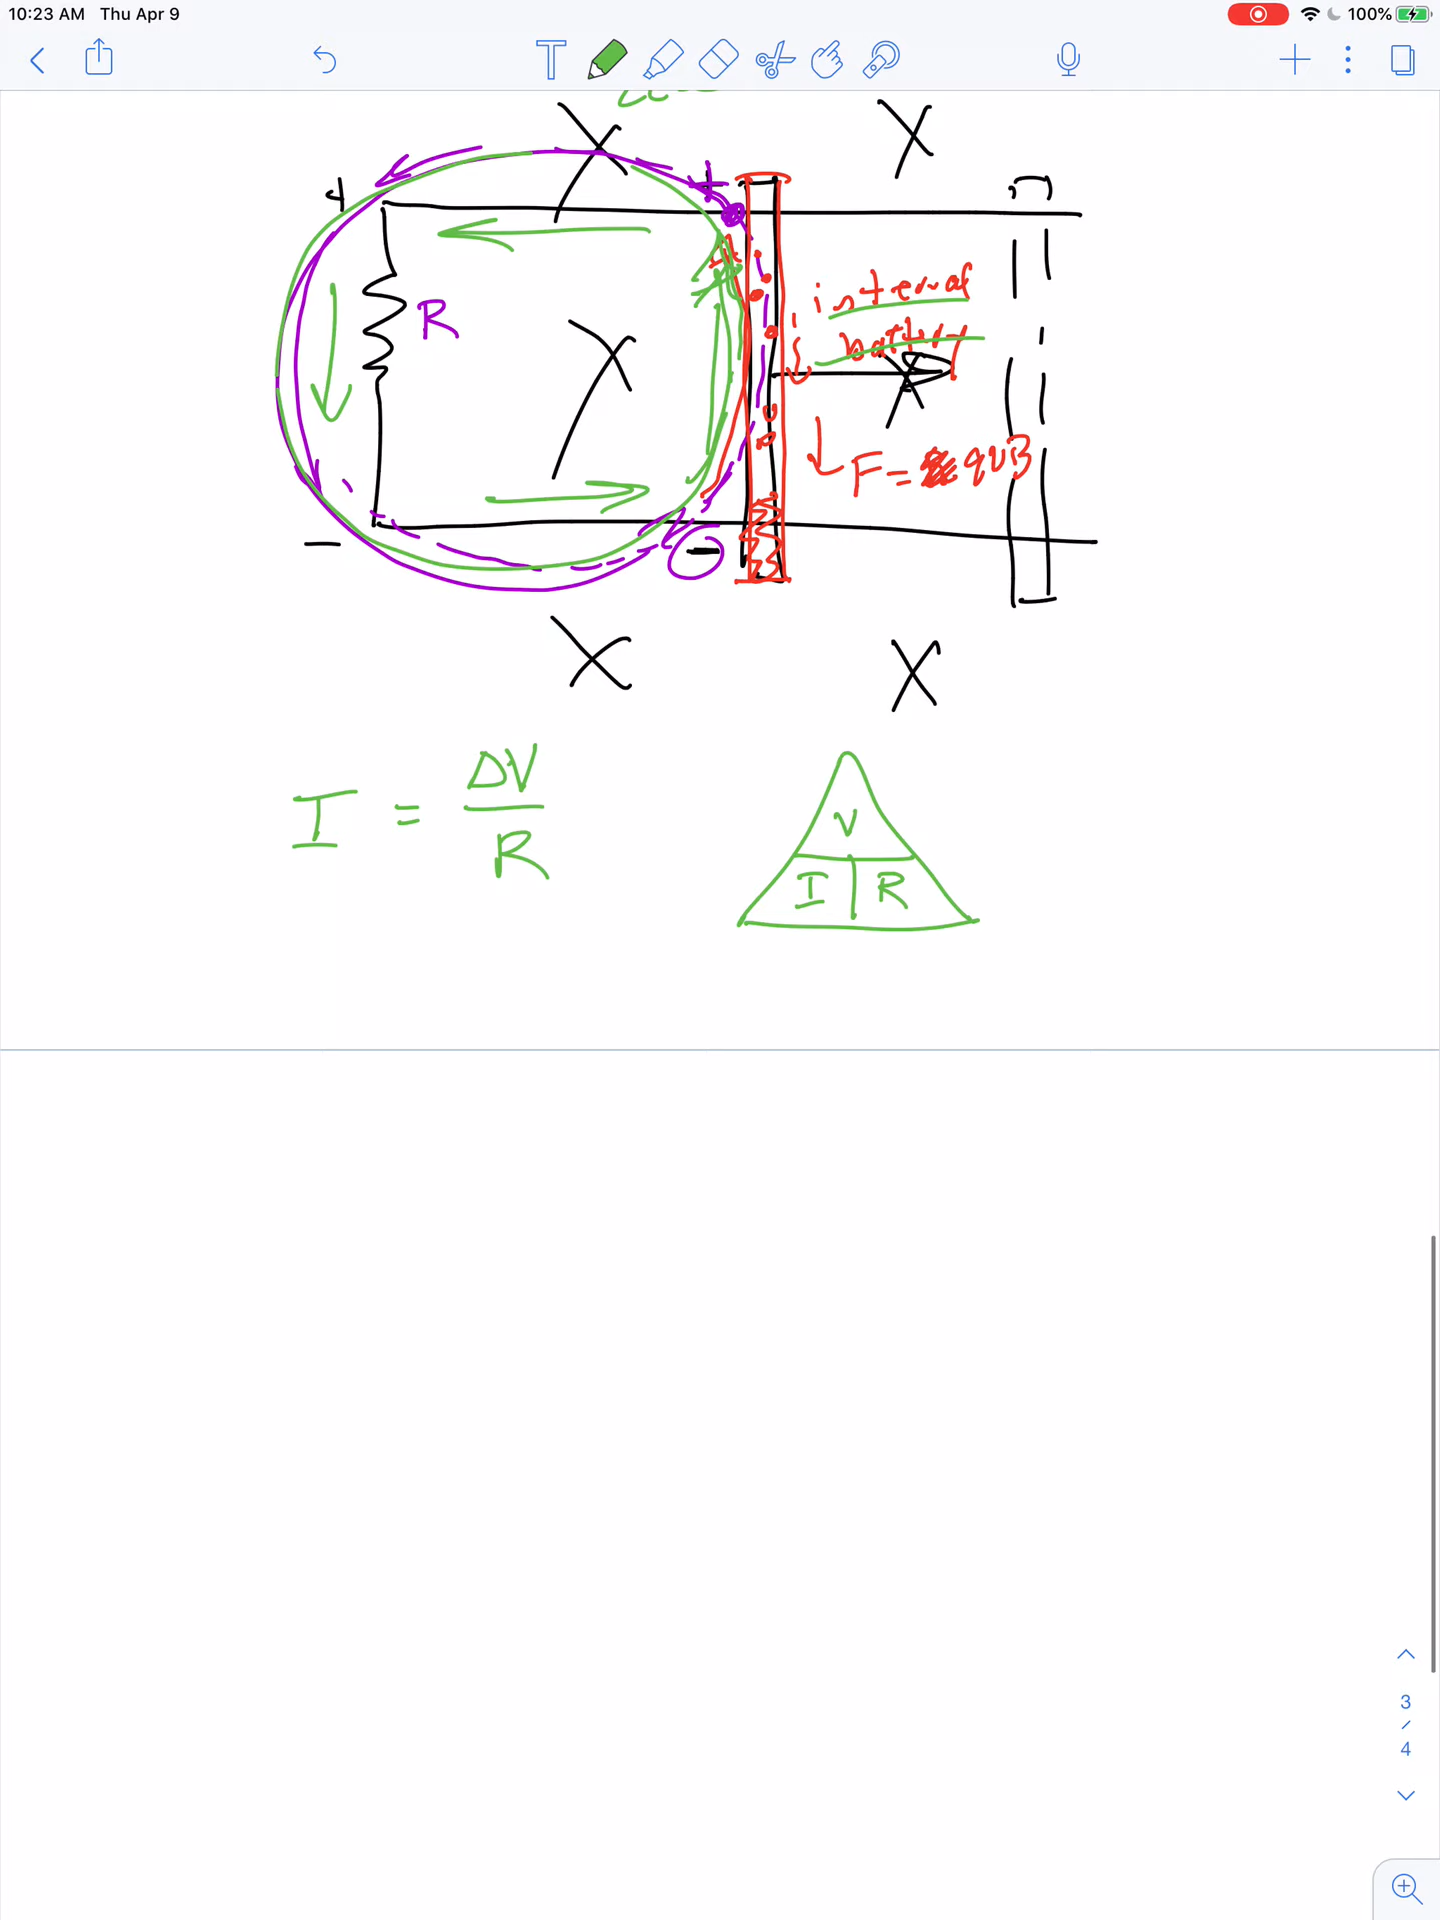 10:23 AM Thu Apr 9
100%
T
X X
+
R
X
internal
battery
X
F = qvB
-
-
X X
I = ΔV / R
V
I R
3
/
4